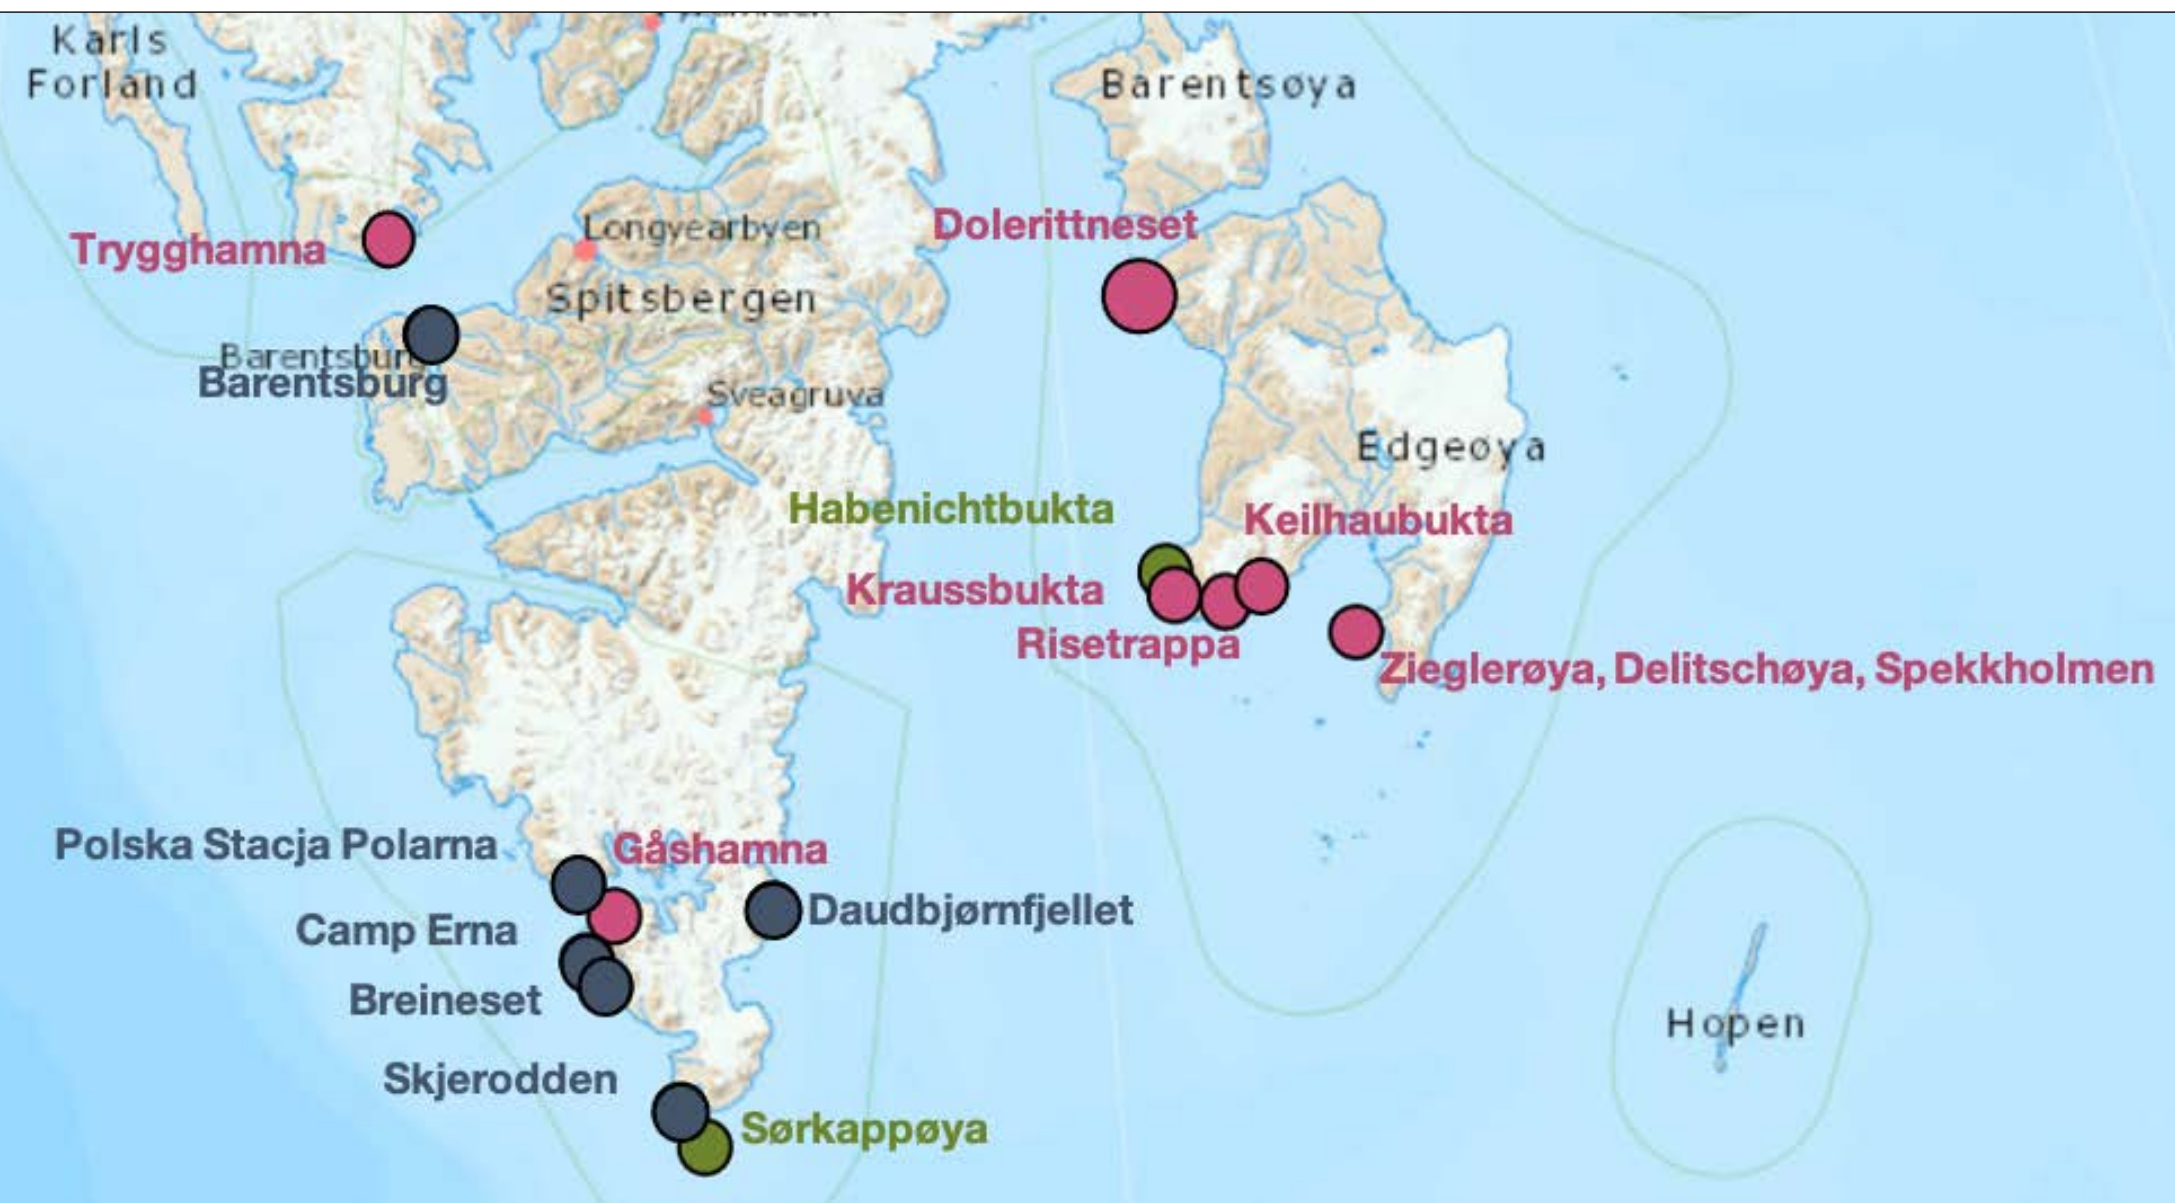 Karls
Forland
Barentsøya
Trygghamna
Longyearbyen
Dolerittneset
Spitsbergen
Barentsburg
Barentsburg
Sveagruva
Edgeøya
Habenichtbukta
Keilhaubukta
Kraussbukta
Risetrappa
Zieglerøya, Delitschøya, Spekkholmen
Polska Stacja Polarna
Gåshamna
Daudbjørnfjellet
Camp Erna
Breineset
Hopen
Skjerodden
Sørkappøya